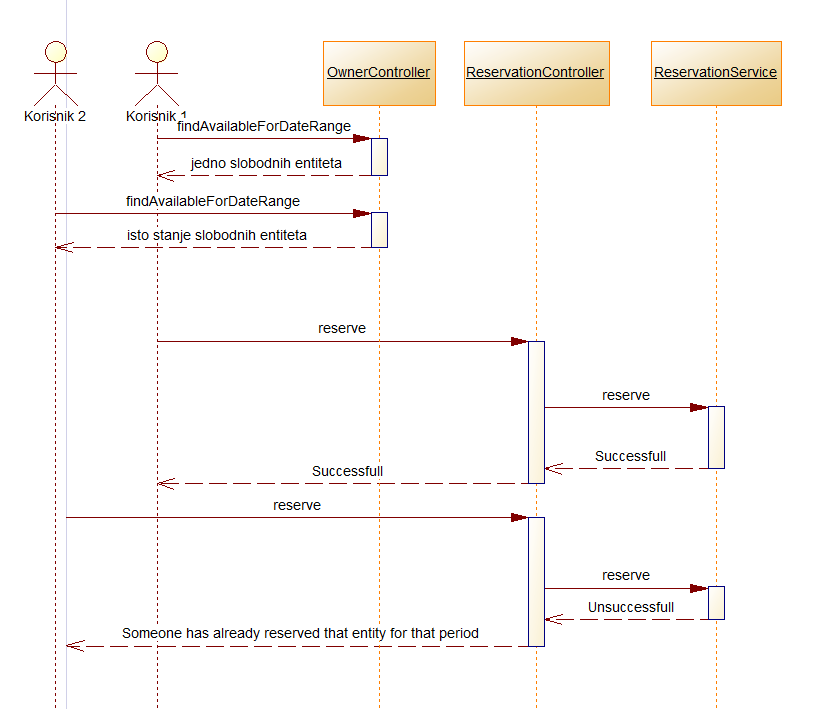 OwnerController
ReservationController
ReservationService
Korisnik 2
Korisnik 1
findAvailableForDateRange
jedno slobodnih entiteta
findAvailableForDateRange
isto stanje slobodnih entiteta
reserve
reserve
Successfull
Successfull
reserve
reserve
Unsuccessfull
Someone has already reserved that entity for that period